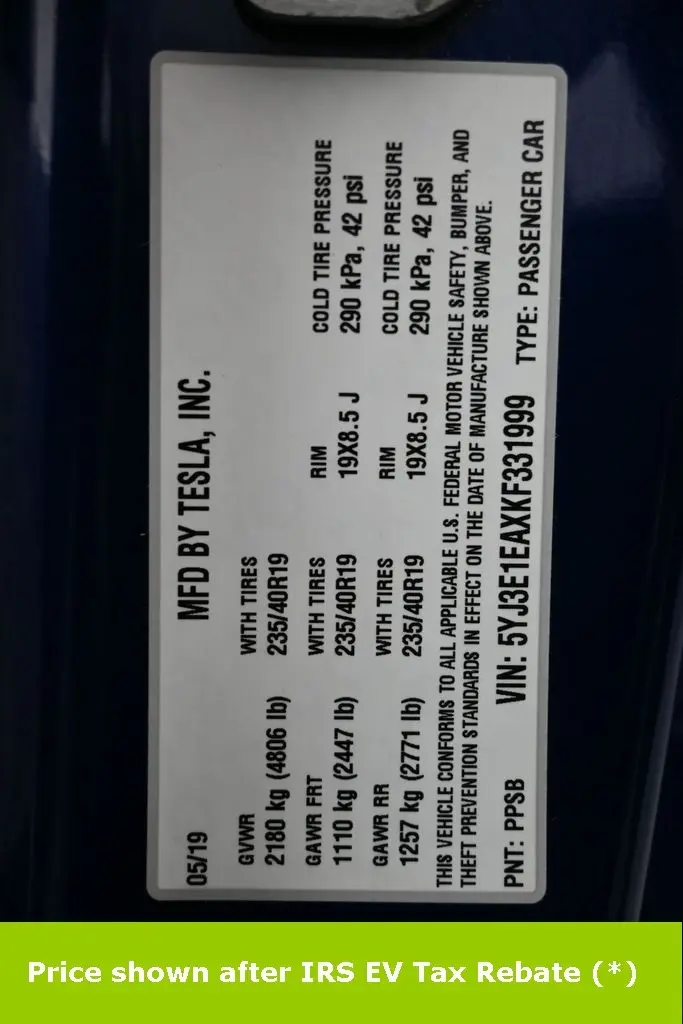 05/19
MFD BY TESLA, INC.
GVWR WITH TIRES
2180 kg (4806 lb) 235/40R19
GAWR FRT WITH TIRES RIM COLD TIRE PRESSURE
1110 kg (2447 lb) 235/40R19 19X8.5 J 290 kPa, 42 psi
GAWR RR WITH TIRES RIM COLD TIRE PRESSURE
1257 kg (2771 lb) 235/40R19 19X8.5 J 290 kPa, 42 psi
THIS VEHICLE CONFORMS TO ALL APPLICABLE U.S. FEDERAL MOTOR VEHICLE SAFETY, BUMPER, AND
THEFT PREVENTION STANDARDS IN EFFECT ON THE DATE OF MANUFACTURE SHOWN ABOVE.
PNT: PPSB VIN: 5YJ3E1EAXKF331999 TYPE: PASSENGER CAR
Price shown after IRS EV Tax Rebate (*)